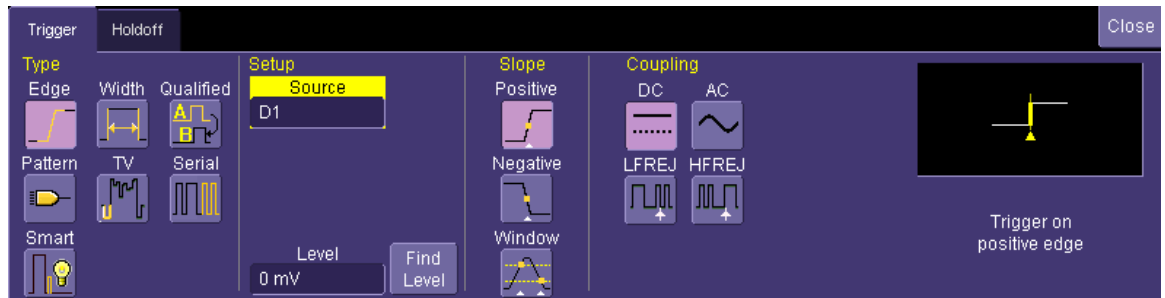 Trigger Holdoff Close
Type Setup Slope Coupling
Edge Width Qualified Source Positive DC AC
A
B
D1
Pattern TV Serial Negative LFREJ HFREJ
U
Trigger on
positive edge
Smart Level Find Level Window
0 mV